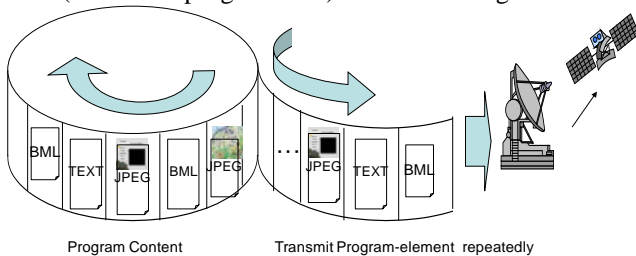 BML
TEXT
JPEG
BML
JPEG
...
JPEG
TEXT
BML
Program Content
Transmit Program-element repeatedly